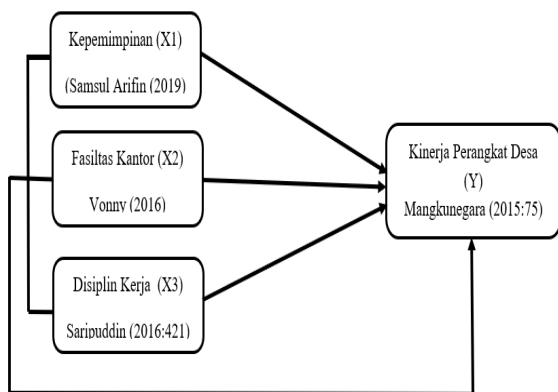 Kepemimpinan (X1)
(Samsul Arifin (2019)
Fasiltas Kantor (X2)
Vonny (2016)
Disiplin Kerja (X3)
Saripuddin (2016:421)
Kinerja Perangkat Desa
(Y)
Mangkunegara (2015:75)